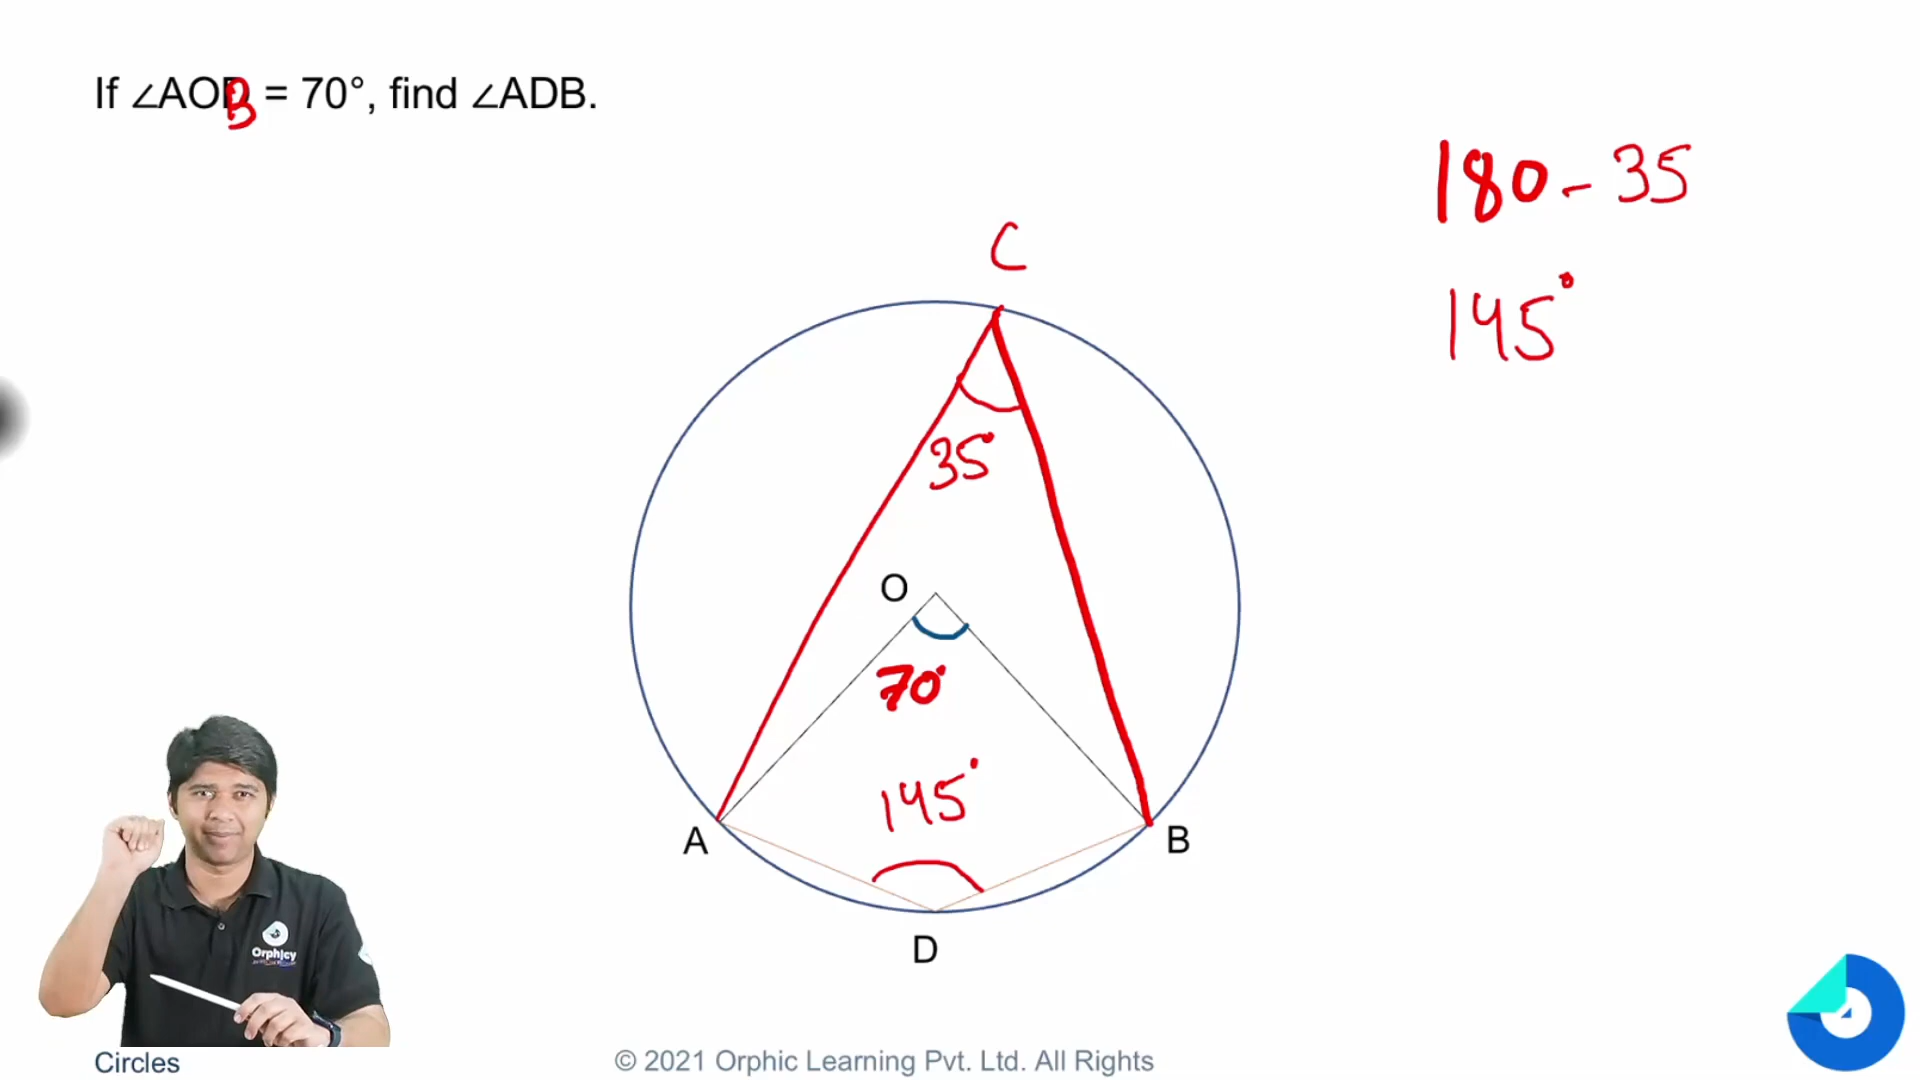 If ∠AOB = 70°, find ∠ADB.
180 - 35
145°
C
35°
O
70°
145°
A
B
D
Orphicy
Circles
© 2021 Orphic Learning Pvt. Ltd. All Rights